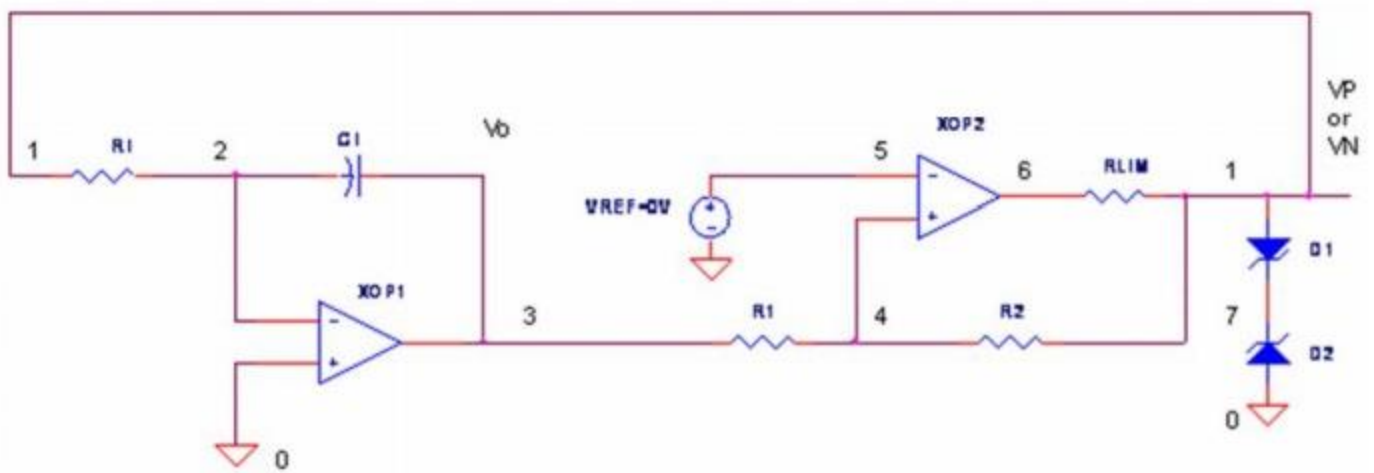 VP
or
VN
XOP2
Vo
1
RI
2
CI
5
6
RLIM
1
VREF=0V
D1
XOP1
3
R1
4
R2
7
D2
0
0